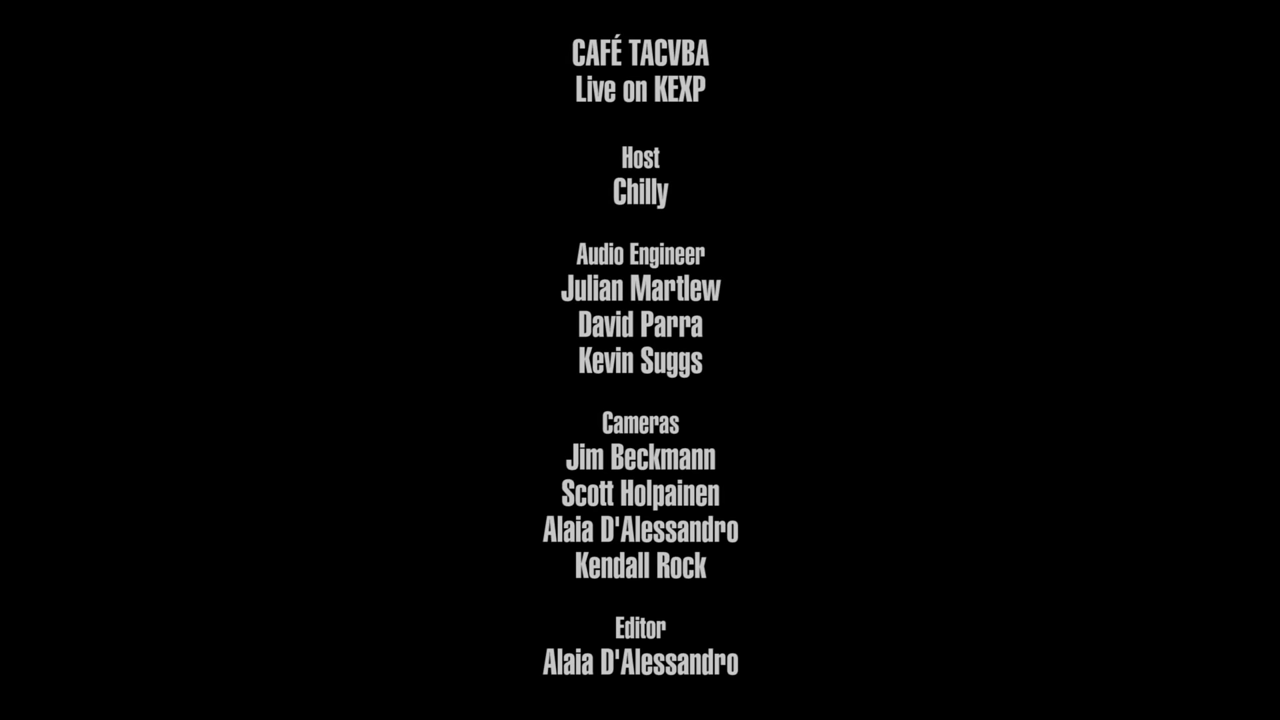 CAFÉ TACVBA
Live on KEXP
Host
Chilly
Audio Engineer
Julian Martlew
David Parra
Kevin Suggs
Cameras
Jim Beckmann
Scott Holpainen
Alaia D'Alessandro
Kendall Rock
Editor
Alaia D'Alessandro